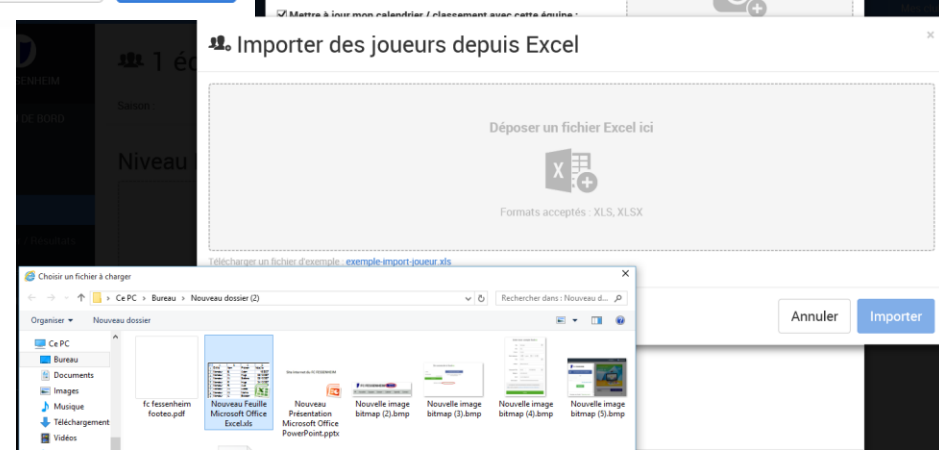 Mettre à jour mon calendrier / classement avec cette équipe :
Importer des joueurs depuis Excel
×
1 éq
SENHEIM
DE BORD
Saison :
Niveau
Résultats
Déposer un fichier Excel ici
Formats acceptés : XLS, XLSX
Télécharger un fichier d'exemple : exemple-import-joueur.xls
Annuler
Importer
Choisir un fichier à charger
Ce PC > Bureau > Nouveau dossier (2)
Rechercher dans : Nouveau d...
Organiser
Nouveau dossier
Ce PC
Bureau
Documents
Images
Musique
Téléchargement
Vidéos
fc fessenheim
footeo.pdf
Nouveau Feuille
Microsoft Office
Excel.xls
Nouveau
Présentation
Microsoft Office
PowerPoint.pptx
Nouvelle image
bitmap (2).bmp
Nouvelle image
bitmap (3).bmp
Nouvelle image
bitmap (4).bmp
Nouvelle image
bitmap (5).bmp